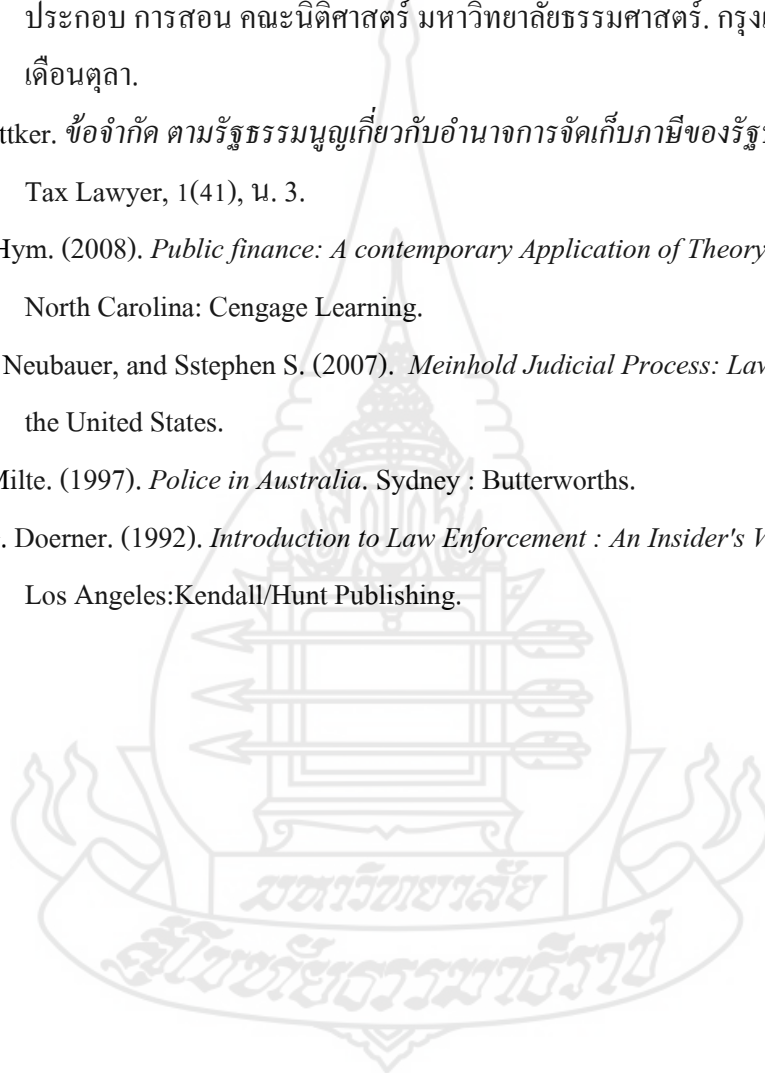 ประกอบ การสอน คณะนิติศาสตร์ มหาวิทยาลัยธรรมศาสตร์. กรุงเ
เดือนตุลา.
ttker. ข้อจำกัด ตามรัฐธรรมนูญเกี่ยวกับอำนาจการจัดเก็บภาษีของรัฐ
Tax Lawyer, 1(41), น. 3.
Hym. (2008). Public finance: A contemporary Application of Theory
North Carolina: Cengage Learning.
Neubauer, and Sstephen S. (2007). Meinhold Judicial Process: Law
the United States.
Milte. (1997). Police in Australia. Sydney : Butterworths.
. Doerner. (1992). Introduction to Law Enforcement : An Insider's V
Los Angeles:Kendall/Hunt Publishing.
มหาวิทยาลัย
สุโขทัยธรรมาธิราช